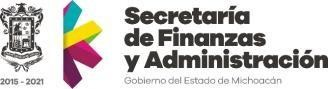 Secretaría
de Finanzas
y Administración
Gobierno del Estado de Michoacán
2015 - 2021